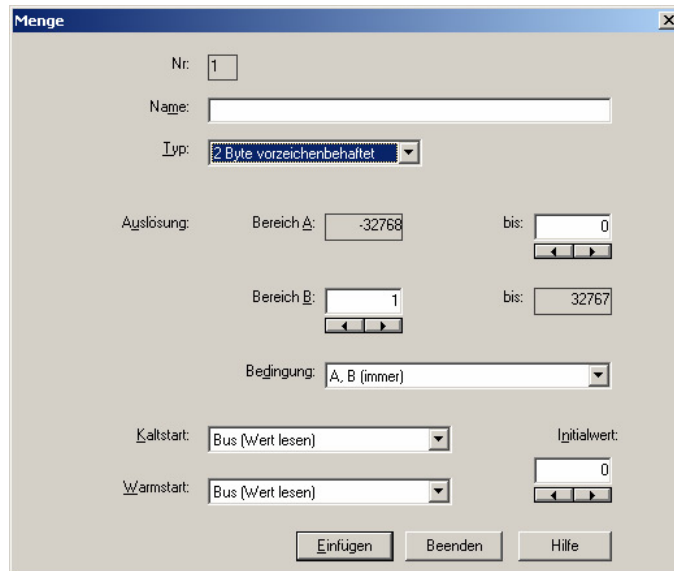 Menge
Nr: 1
Name:
Typ: 2 Byte vorzeichenbehaftet
Auslösung: Bereich A: -32768 bis: 0
Bereich B: 1 bis: 32767
Bedingung: A, B (immer)
Kaltstart: Bus (Wert lesen) Initialwert:
0
Warmstart: Bus (Wert lesen)
Einfügen Beenden Hilfe